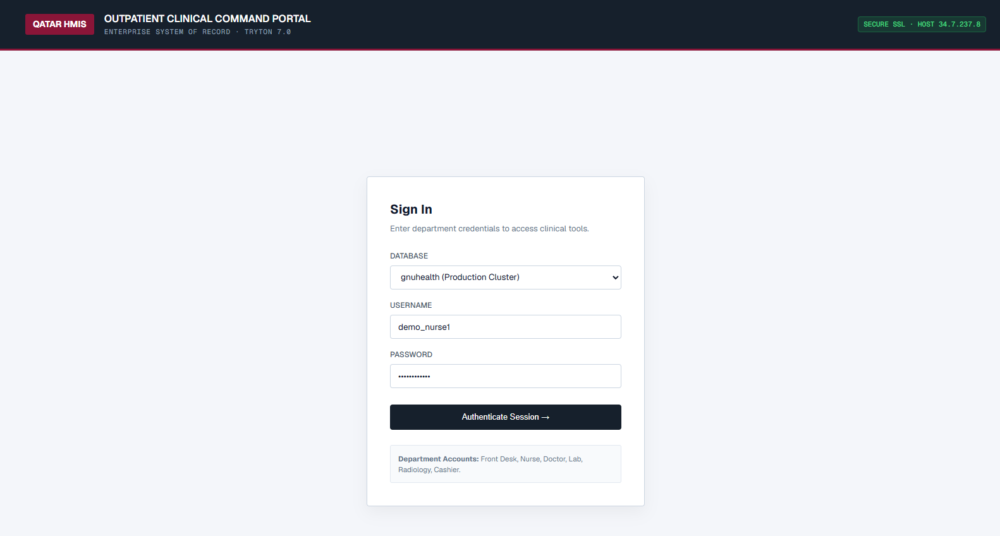 QATAR HMIS
OUTPATIENT CLINICAL COMMAND PORTAL
ENTERPRISE SYSTEM OF RECORD · TRYTON 7.0
SECURE SSL · HOST 34.7.237.8
Sign In
Enter department credentials to access clinical tools.
DATABASE
gnuhealth (Production Cluster)
USERNAME
demo_nurse1
PASSWORD
••••••••••••
Authenticate Session →
Department Accounts: Front Desk, Nurse, Doctor, Lab,
Radiology, Cashier.